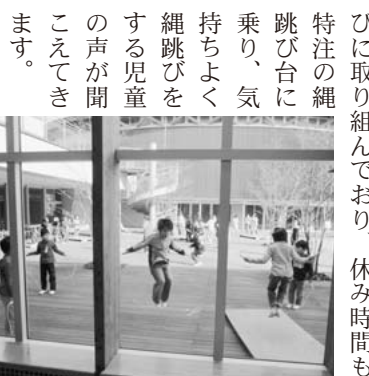 びに取り組んでおり、休み時間も
特注の縄
跳び台に
乗り、気
持ちよく
縄跳びを
する児童
の声が聞
こえてき
ます。